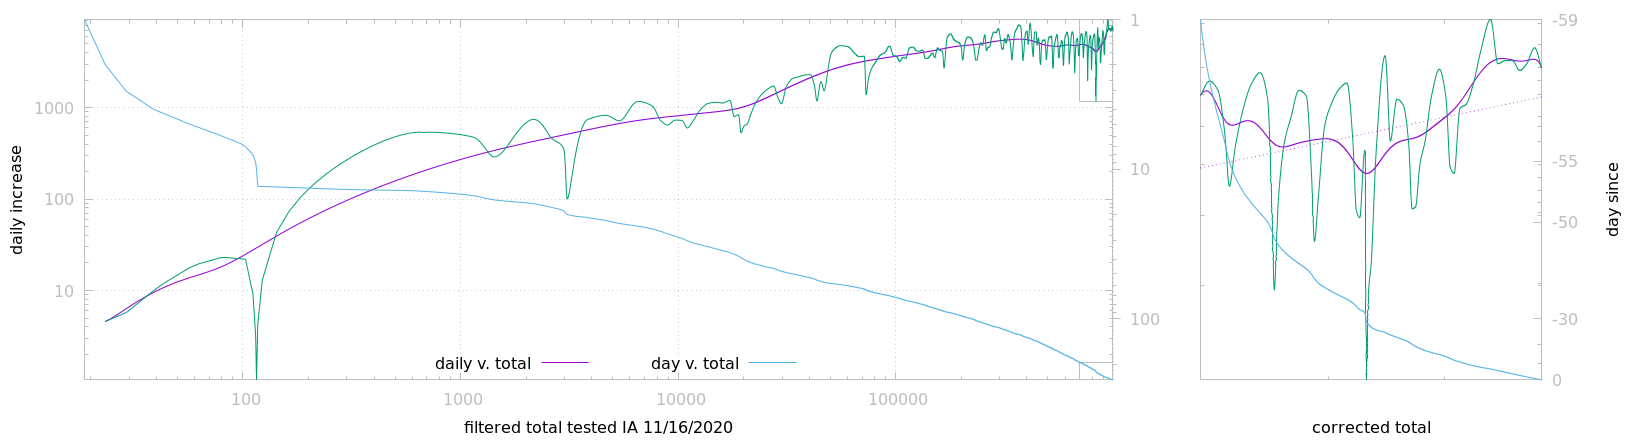 1 -59
1000
daily increase
10 -55
100
-50
day since
10
100 -30
daily v. total day v. total
0
100 1000 10000 100000
filtered total tested IA 11/16/2020 corrected total